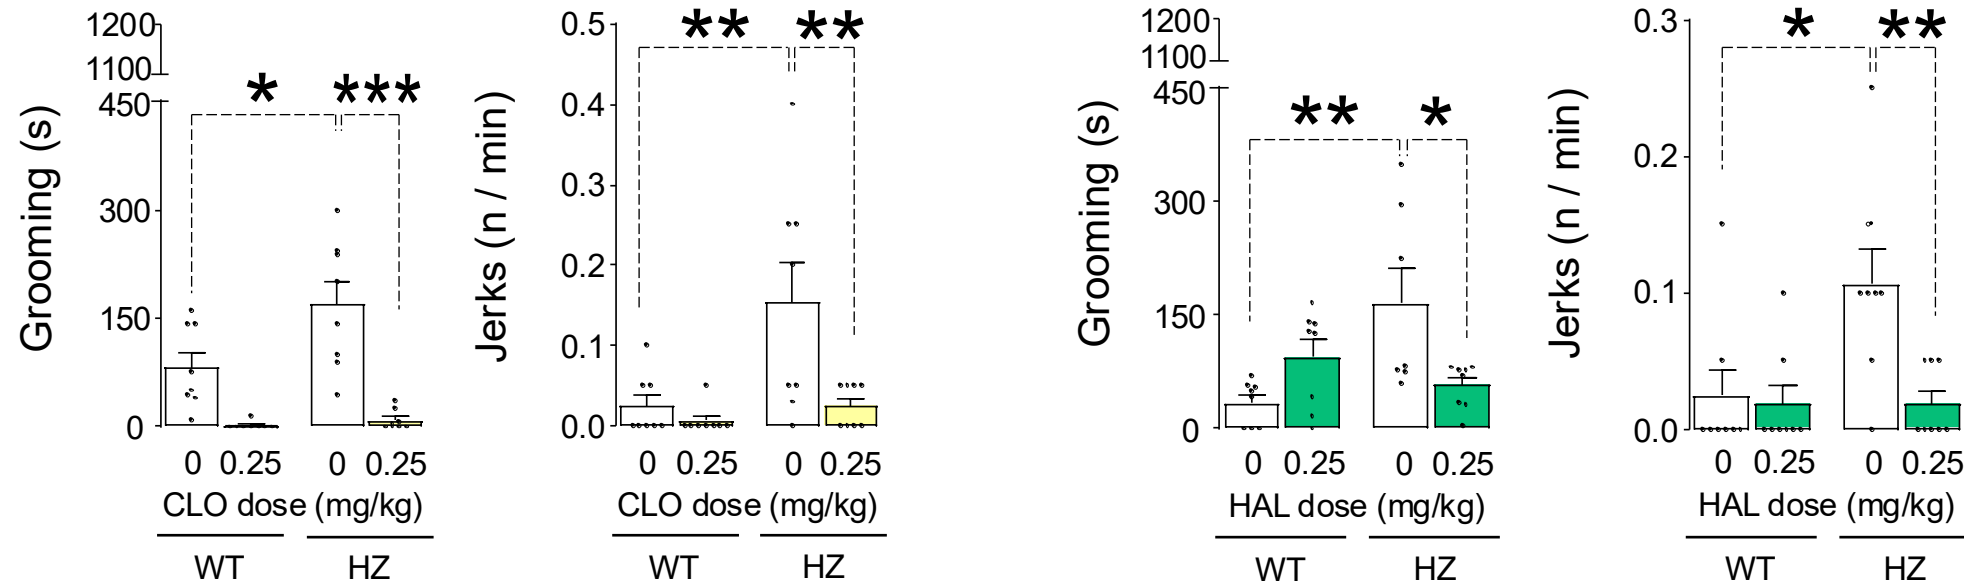 Grooming (s)
1200
1100
450
300
150
0
* ***
0 0.25 0 0.25
CLO dose (mg/kg)
WT HZ
Jerks (n / min)
0.5
0.4
0.3
0.2
0.1
0.0
** **
0 0.25 0 0.25
CLO dose (mg/kg)
WT HZ
Grooming (s)
1200
1100
450
300
150
0
** *
0 0.25 0 0.25
HAL dose (mg/kg)
WT HZ
Jerks (n / min)
0.3
0.2
0.1
0.0
* **
0 0.25 0 0.25
HAL dose (mg/kg)
WT HZ